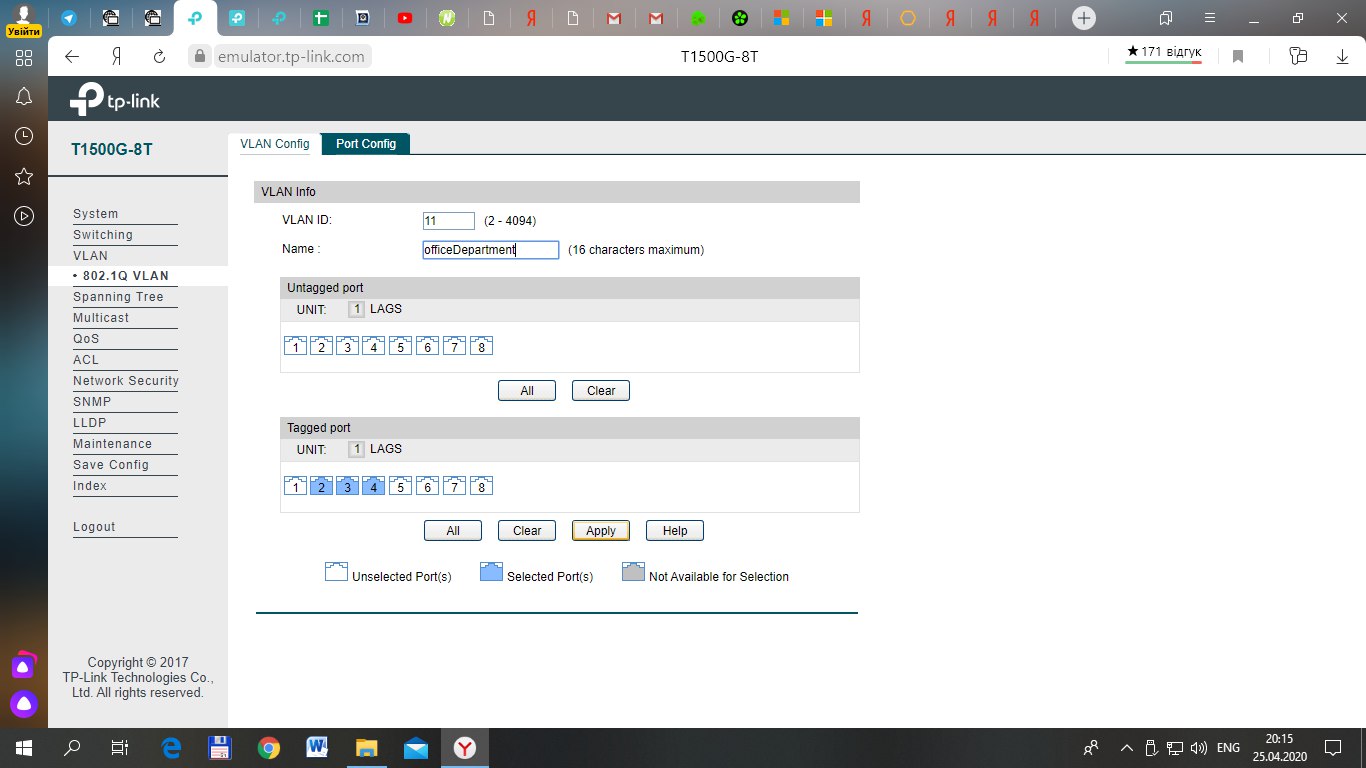 Увійти
emulator.tp-link.com
T1500G-8T
★ 171 відгук
tp-link
T1500G-8T
VLAN Config
Port Config
System
Switching
VLAN
• 802.1Q VLAN
Spanning Tree
Multicast
QoS
ACL
Network Security
SNMP
LLDP
Maintenance
Save Config
Index
Logout
Copyright © 2017
TP-Link Technologies Co.,
Ltd. All rights reserved.
VLAN Info
VLAN ID: 11 (2 - 4094)
Name : officeDepartment (16 characters maximum)
Untagged port
UNIT: 1 LAGS
1 2 3 4 5 6 7 8
All Clear
Tagged port
UNIT: 1 LAGS
1 2 3 4 5 6 7 8
All Clear Apply Help
Unselected Port(s) Selected Port(s) Not Available for Selection
ENG
20:15
25.04.2020